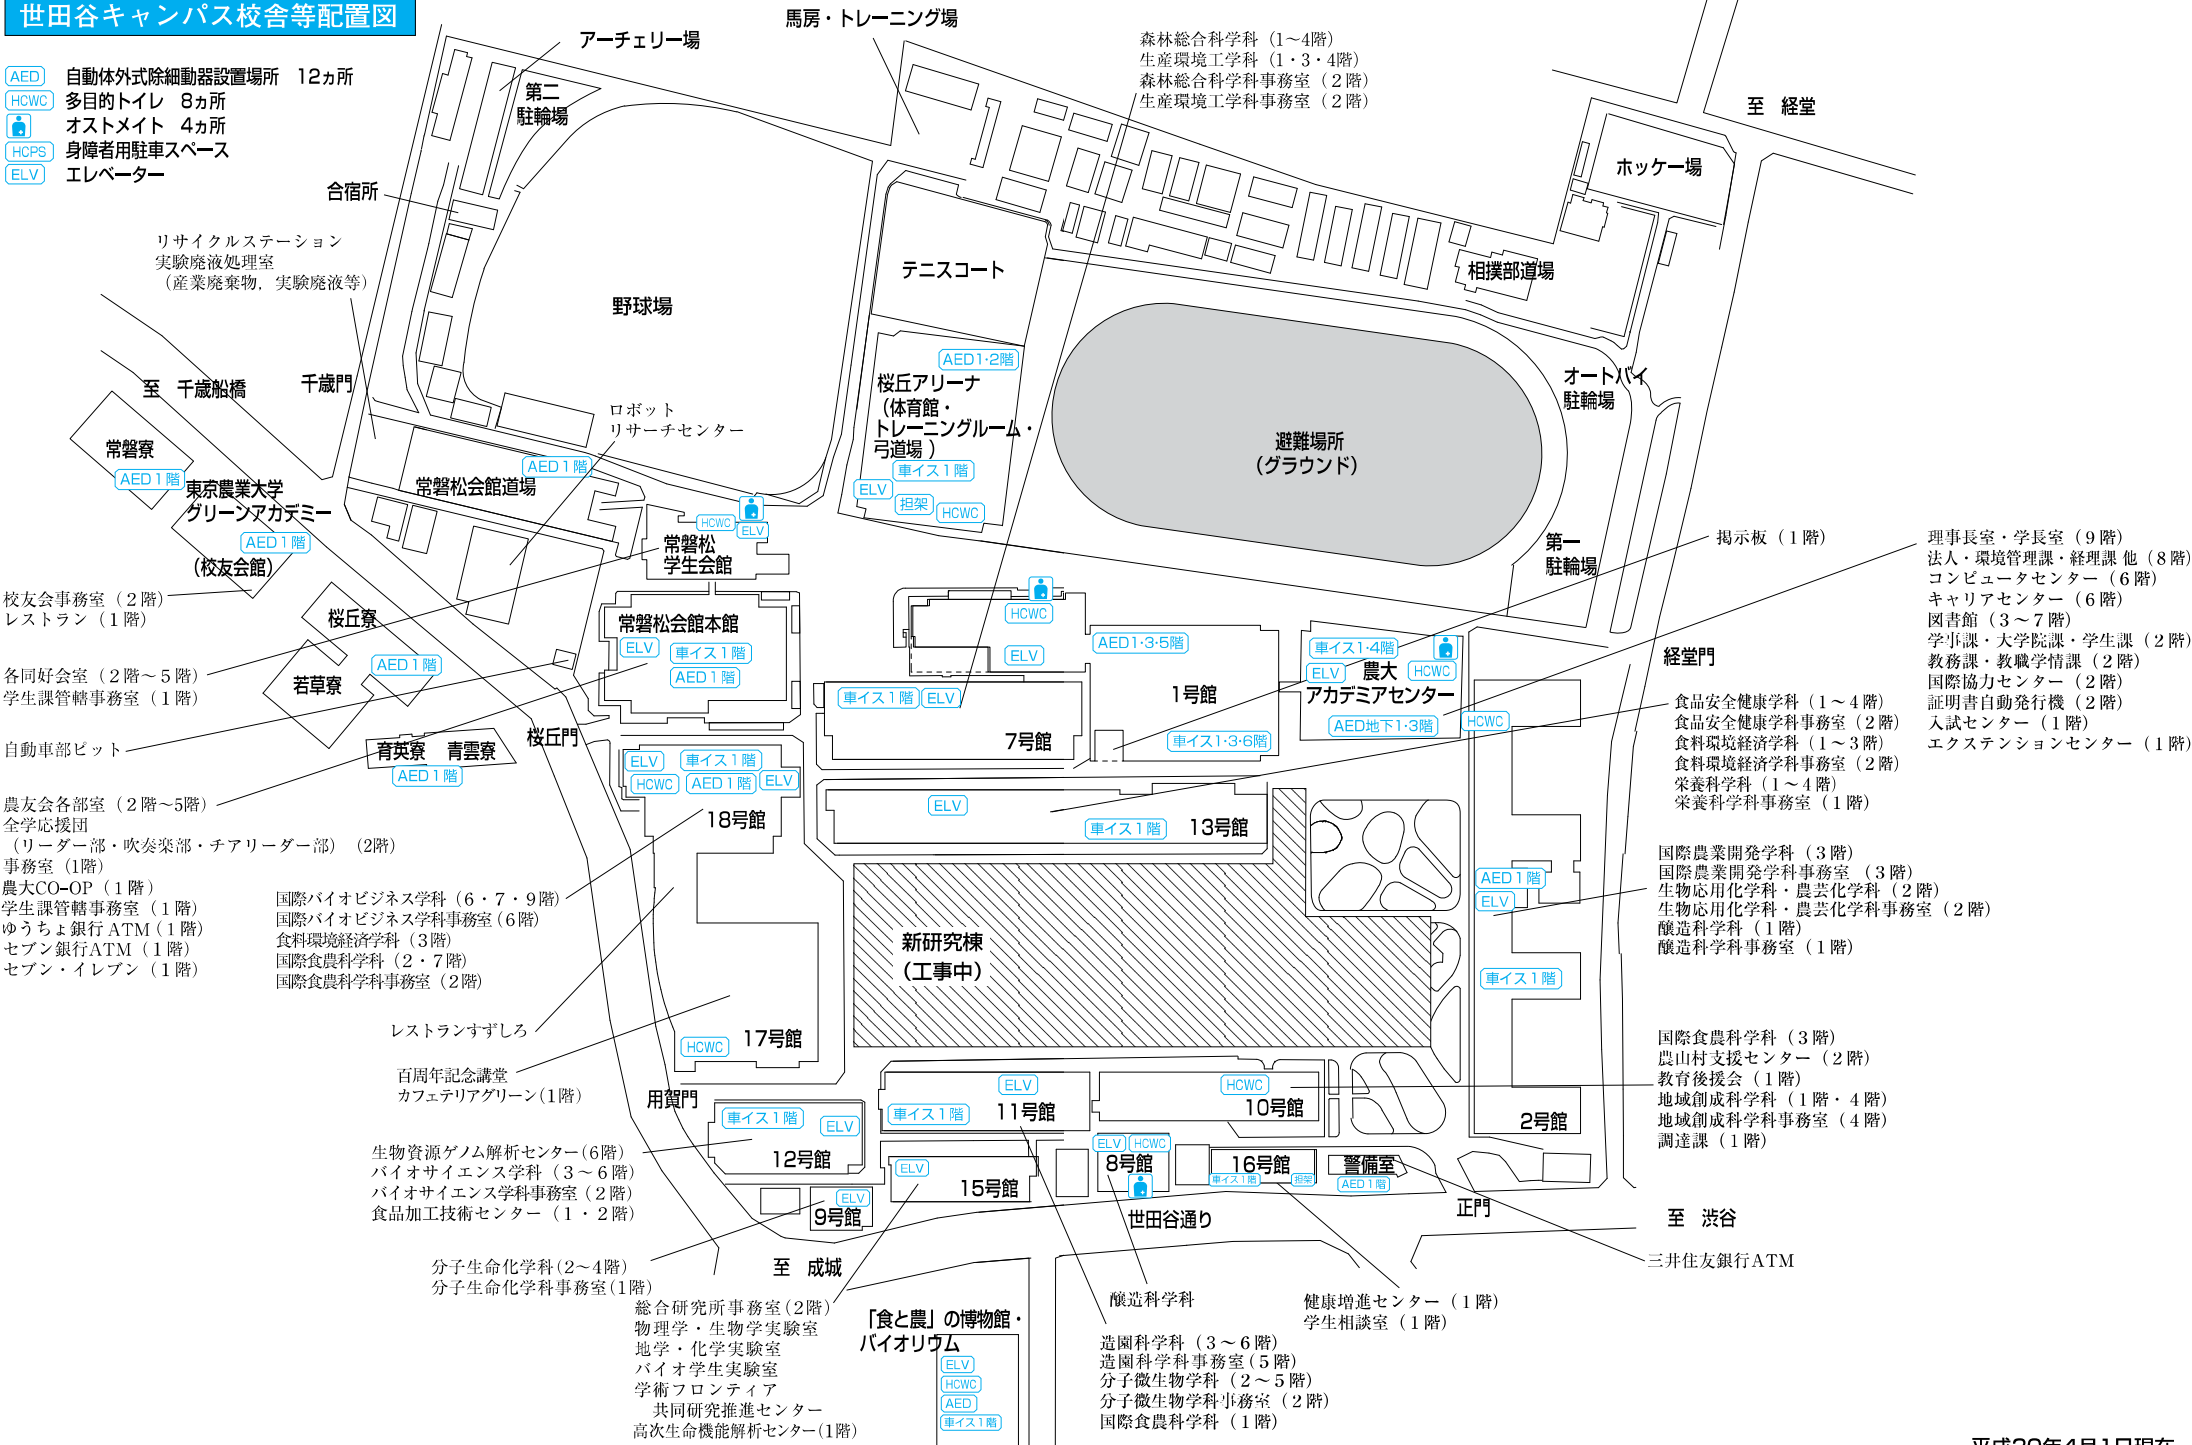 世田谷キャンパス校舎等配置図
AED 自動体外式除細動器設置場所 12ヵ所
HCWC 多目的トイレ 8ヵ所
オストメイト 4ヵ所
HCPS 身障者用駐車スペース
ELV エレベーター
アーチェリー場
馬房・トレーニング場
森林総合科学科（1～4階）
生産環境工学科（1・3・4階）
森林総合科学科事務室（２階）
生産環境工学科事務室（２階）
第二
駐輪場
至 経堂
ホッケー場
合宿所
リサイクルステーション
実験廃液処理室
（産業廃棄物，実験廃液等）
テニスコート
相撲部道場
野球場
AED1・2階
桜丘アリーナ
（体育館・
トレーニングルーム・
弓道場 ）
車イス１階
ELV
担架
HCWC
オートバイ
駐輪場
避難場所
（グラウンド）
至 千歳船橋
千歳門
ロボット
リサーチセンター
常磐寮
AED１階
東京農業大学
グリーンアカデミー
AED１階
（校友会館）
AED１階
常磐松会館道場
HCWC
ELV
常磐松
学生会館
第一
駐輪場
掲示板（１階）
理事長室・学長室（９階）
法人・環境管理課・経理課 他（８階）
コンピュータセンター（６階）
キャリアセンター（６階）
図書館（３～７階）
学事課・大学院課・学生課（２階）
教務課・教職学情課（２階）
国際協力センター（２階）
証明書自動発行機（２階）
入試センター（１階）
エクステンションセンター（１階）
校友会事務室（２階）
レストラン（１階）
桜丘寮
AED１階
若草寮
各同好会室（２階～５階）
学生課管轄事務室（１階）
常磐松会館本館
ELV
車イス１階
AED１階
HCWC
ELV
AED1・3・5階
1号館
車イス1・3・6階
車イス1・4階
ELV
農大
HCWC
アカデミアセンター
AED地下1・3階
経堂門
HCWC
車イス１階
ELV
7号館
自動車部ピット
桜丘門
育英寮 青雲寮
AED１階
食品安全健康学科（１～４階）
食品安全健康学科事務室（２階）
食料環境経済学科（１～３階）
食料環境経済学科事務室（２階）
栄養科学科（１～４階）
栄養科学科事務室（１階）
ELV
車イス１階
HCWC
AED１階
ELV
18号館
ELV
車イス１階
13号館
農友会各部室（２階～5階）
全学応援団
（リーダー部・吹奏楽部・チアリーダー部）（2階）
事務室（1階）
農大CO-OP（１階）
学生課管轄事務室（１階）
ゆうちょ銀行 ATM（１階）
セブン銀行ATM（１階）
セブン・イレブン（１階）
国際バイオビジネス学科（６・７・９階）
国際バイオビジネス学科事務室（６階）
食料環境経済学科（３階）
国際食農科学科（２・７階）
国際食農科学科事務室（２階）
国際農業開発学科（３階）
国際農業開発学科事務室（３階）
生物応用化学科・農芸化学科（２階）
生物応用化学科・農芸化学科事務室（２階）
醸造科学科（１階）
醸造科学科事務室（１階）
AED１階
ELV
車イス１階
新研究棟
（工事中）
レストランすずしろ
17号館
HCWC
百周年記念講堂
カフェテリアグリーン（１階）
国際食農科学科（３階）
農山村支援センター（２階）
教育後援会（１階）
地域創成科学科（１階・４階）
地域創成科学科事務室（４階）
調達課（１階）
用賀門
車イス１階
ELV
12号館
ELV
車イス１階
11号館
HCWC
10号館
2号館
生物資源ゲノム解析センター（６階）
バイオサイエンス学科（３～６階）
バイオサイエンス学科事務室（２階）
食品加工技術センター（１・２階）
ELV
15号館
ELV
HCWC
8号館
16号館
車イス１階
担架
警備室
AED１階
ELV
9号館
世田谷通り
正門
至 渋谷
分子生命化学科（２～４階）
分子生命化学科事務室（１階）
至 成城
三井住友銀行ATM
総合研究所事務室（２階）
物理学・生物学実験室
地学・化学実験室
バイオ学生実験室
学術フロンティア
共同研究推進センター
高次生命機能解析センター（１階）
「食と農」の博物館・
バイオリウム
ELV
HCWC
AED
車イス１階
醸造科学科
健康増進センター（１階）
学生相談室（１階）
造園科学科（３～６階）
造園科学科事務室（５階）
分子微生物学科（２～５階）
分子微生物学科事務室（２階）
国際食農科学科（１階）